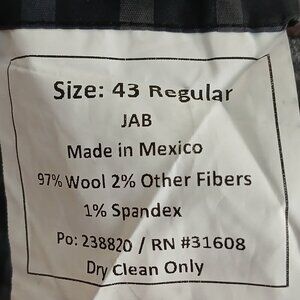 Size: 43 Regular
JAB
Made in Mexico
97% Wool 2% Other Fibers
1% Spandex
Po: 238820 / RN #31608
Dry Clean Only